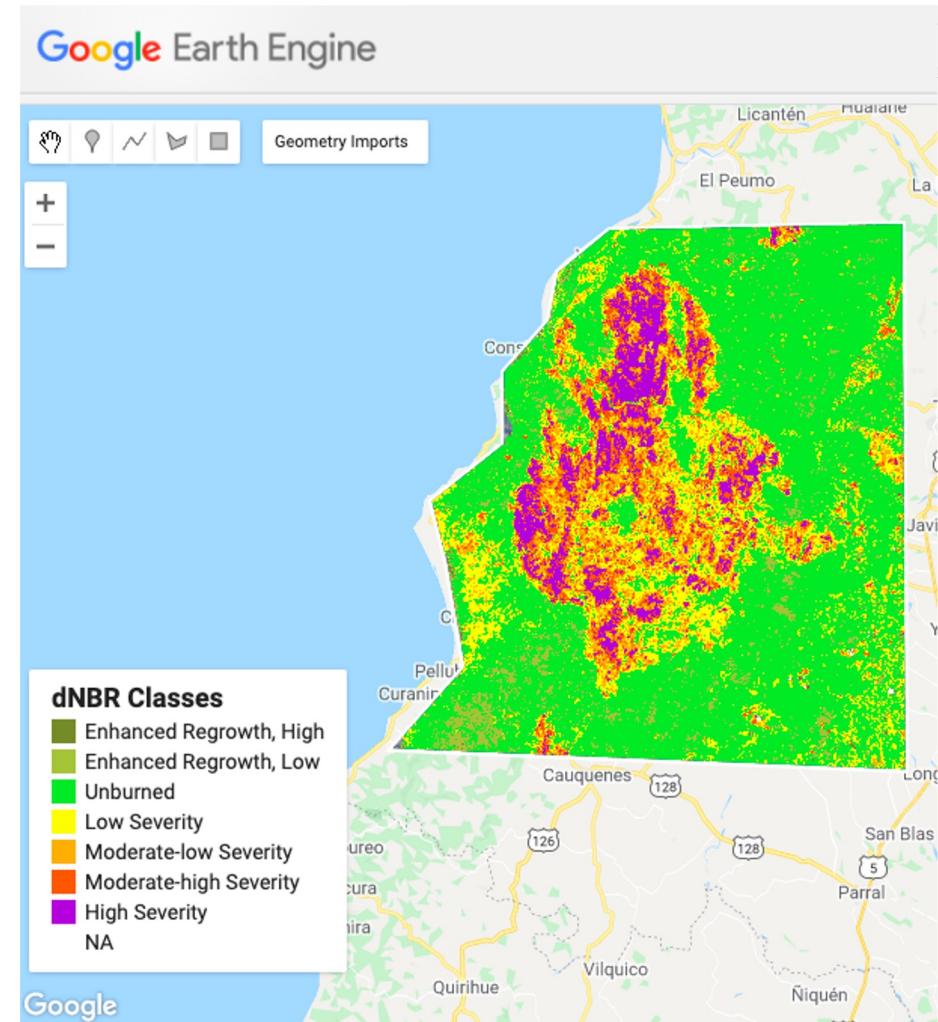 Google Earth Engine
Geometry Imports
Licantén
Hualañé
El Peumo
La
+
−
Cons
Javi
Y
C
Pellu
Curanip
dNBR Classes
Enhanced Regrowth, High
Enhanced Regrowth, Low
Unburned
Low Severity
Moderate-low Severity
Moderate-high Severity
High Severity
NA
Cauquenes
128
Long
126
128
San Blas
5
Parral
ureo
cura
ira
Vilquico
Quirihue
Ñiquén
Google